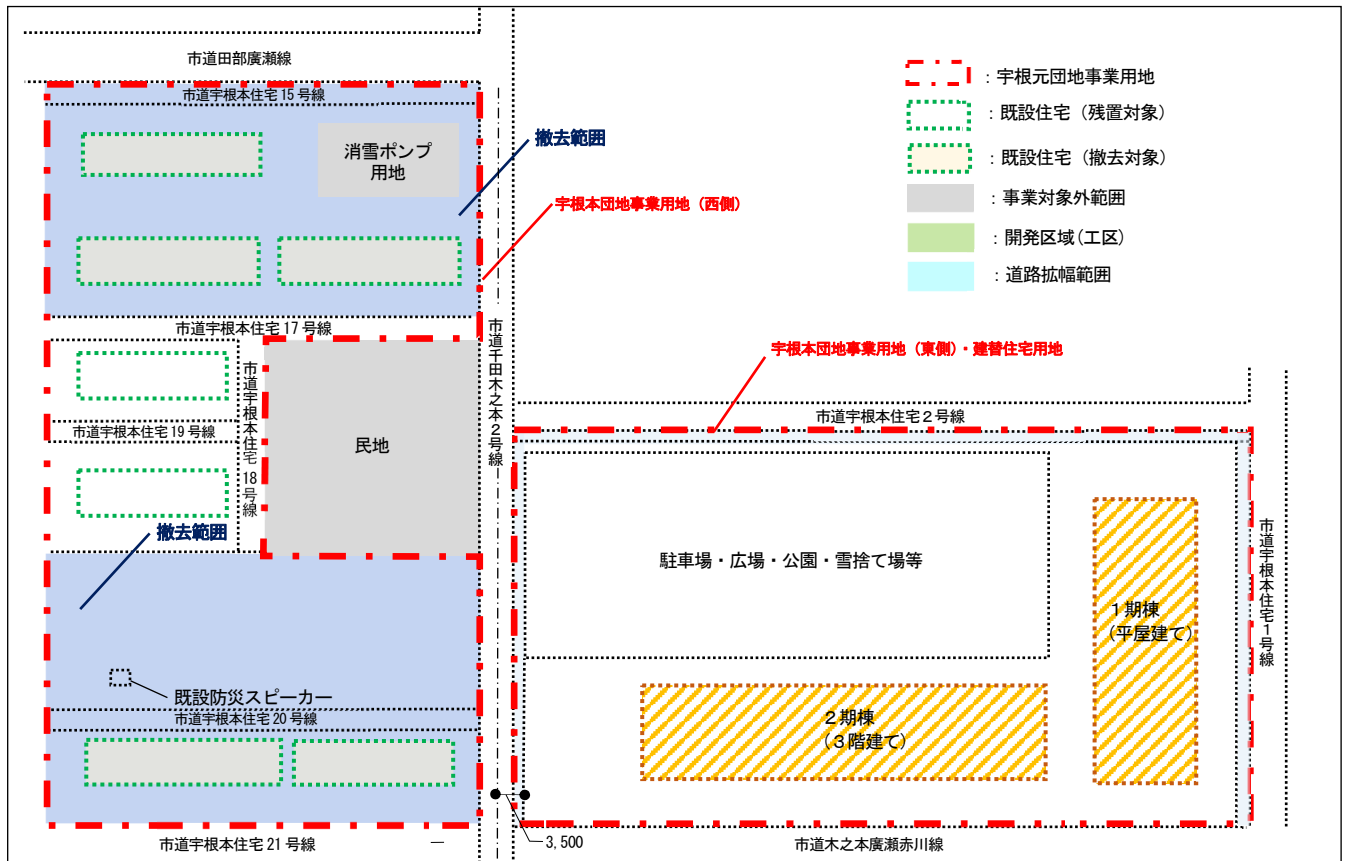 市道田部廣瀬線
市道宇根本住宅15号線
消雪ポンプ
用地
撤去範囲
宇根本団地事業用地（西側）
：宇根元団地事業用地
：既設住宅（残置対象）
：既設住宅（撤去対象）
：事業対象外範囲
：開発区域(工区)
：道路拡幅範囲
市道宇根本住宅17号線
市道千田木之本2号線
宇根本団地事業用地（東側）・建替住宅用地
市道宇根本住宅２号線
市道宇根本住宅18号線
市道宇根本住宅19号線
民地
撤去範囲
駐車場・広場・公園・雪捨て場等
１期棟
（平屋建て）
市道宇根本住宅１号線
既設防災スピーカー
市道宇根本住宅20号線
２期棟
（３階建て）
市道宇根本住宅21号線
3,500
市道木之本廣瀬赤川線